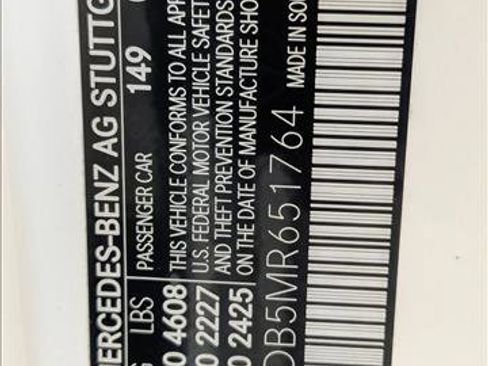 MERCEDES-BENZ AG STUTTG
LBS PASSENGER CAR 149
0 4608 THIS VEHICLE CONFORMS TO ALL APP
0 2227 U.S. FEDERAL MOTOR VEHICLE SAFET
0 2425 AND THEFT PREVENTION STANDARDS
ON THE DATE OF MANUFACTURE SHO
DB5MR651764 MADE IN SO